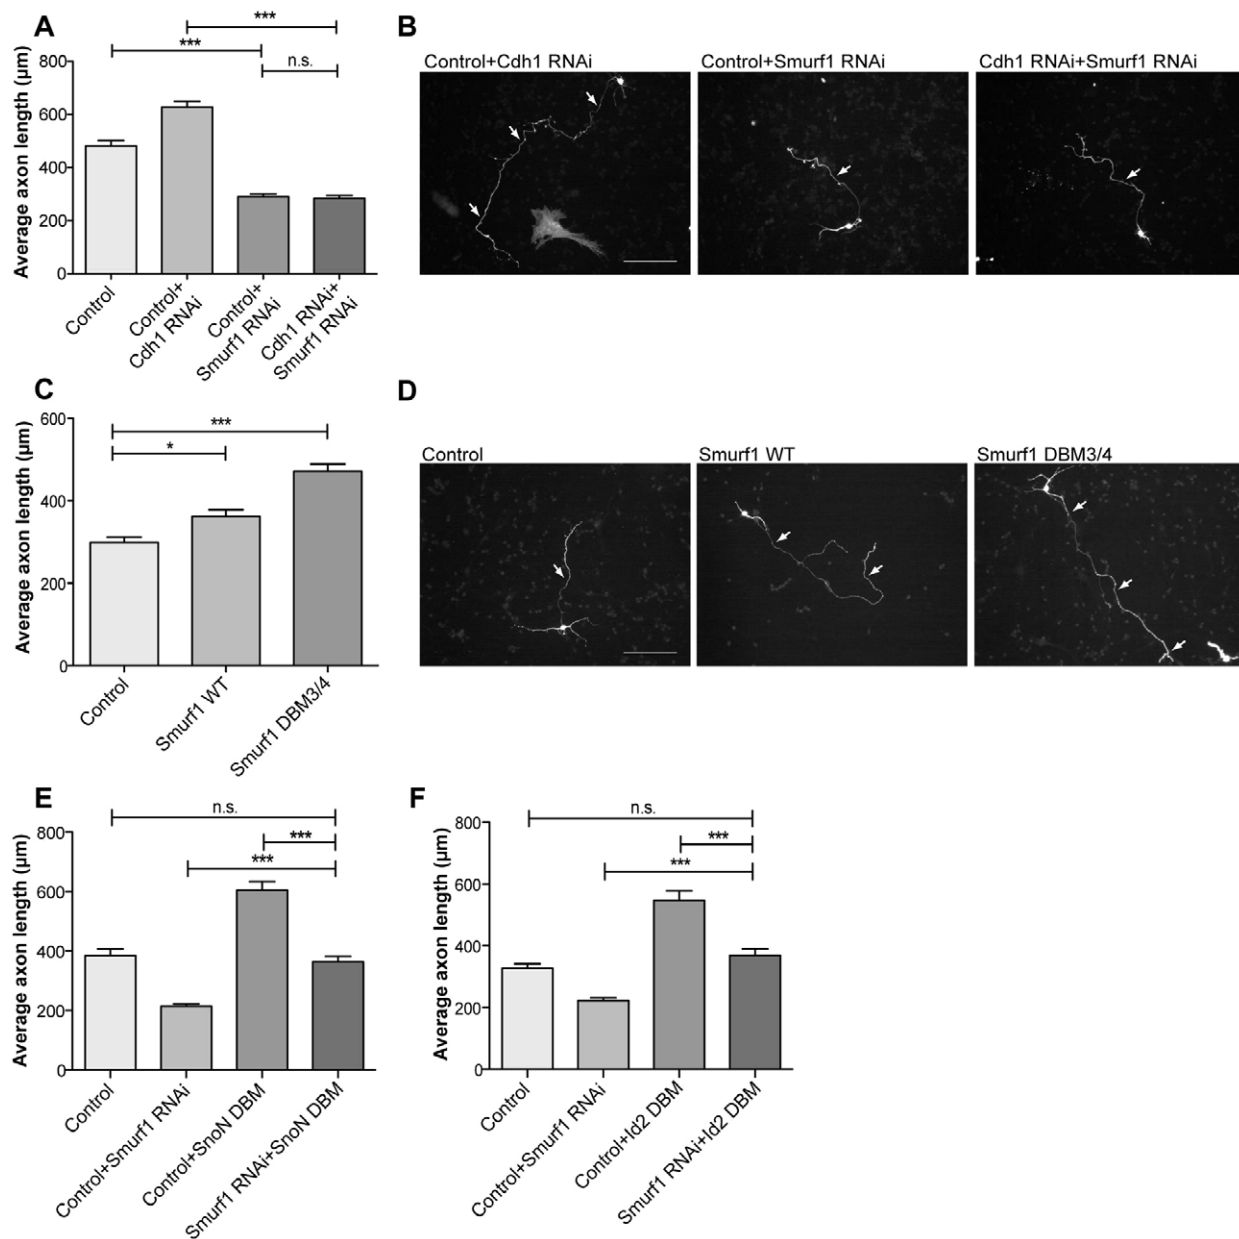 A
***
***
n.s.
Average axon length (µm)
800
600
400
200
0
Control
Control+
Cdh1 RNAi
Control+
Smurf1 RNAi
Cdh1 RNAi+
Smurf1 RNAi
B
Control+Cdh1 RNAi
Control+Smurf1 RNAi
Cdh1 RNAi+Smurf1 RNAi
C
***
*
Average axon length (µm)
600
400
200
0
Control
Smurf1 WT
Smurf1 DBM3/4
D
Control
Smurf1 WT
Smurf1 DBM3/4
E
n.s.
***
***
Average axon length (µm)
800
600
400
200
0
Control
Control+Smurf1 RNAi
Control+SnoN DBM
Smurf1 RNAi+SnoN DBM
F
n.s.
***
***
Average axon length (µm)
800
600
400
200
0
Control
Control+Smurf1 RNAi
Control+Id2 DBM
Smurf1 RNAi+Id2 DBM